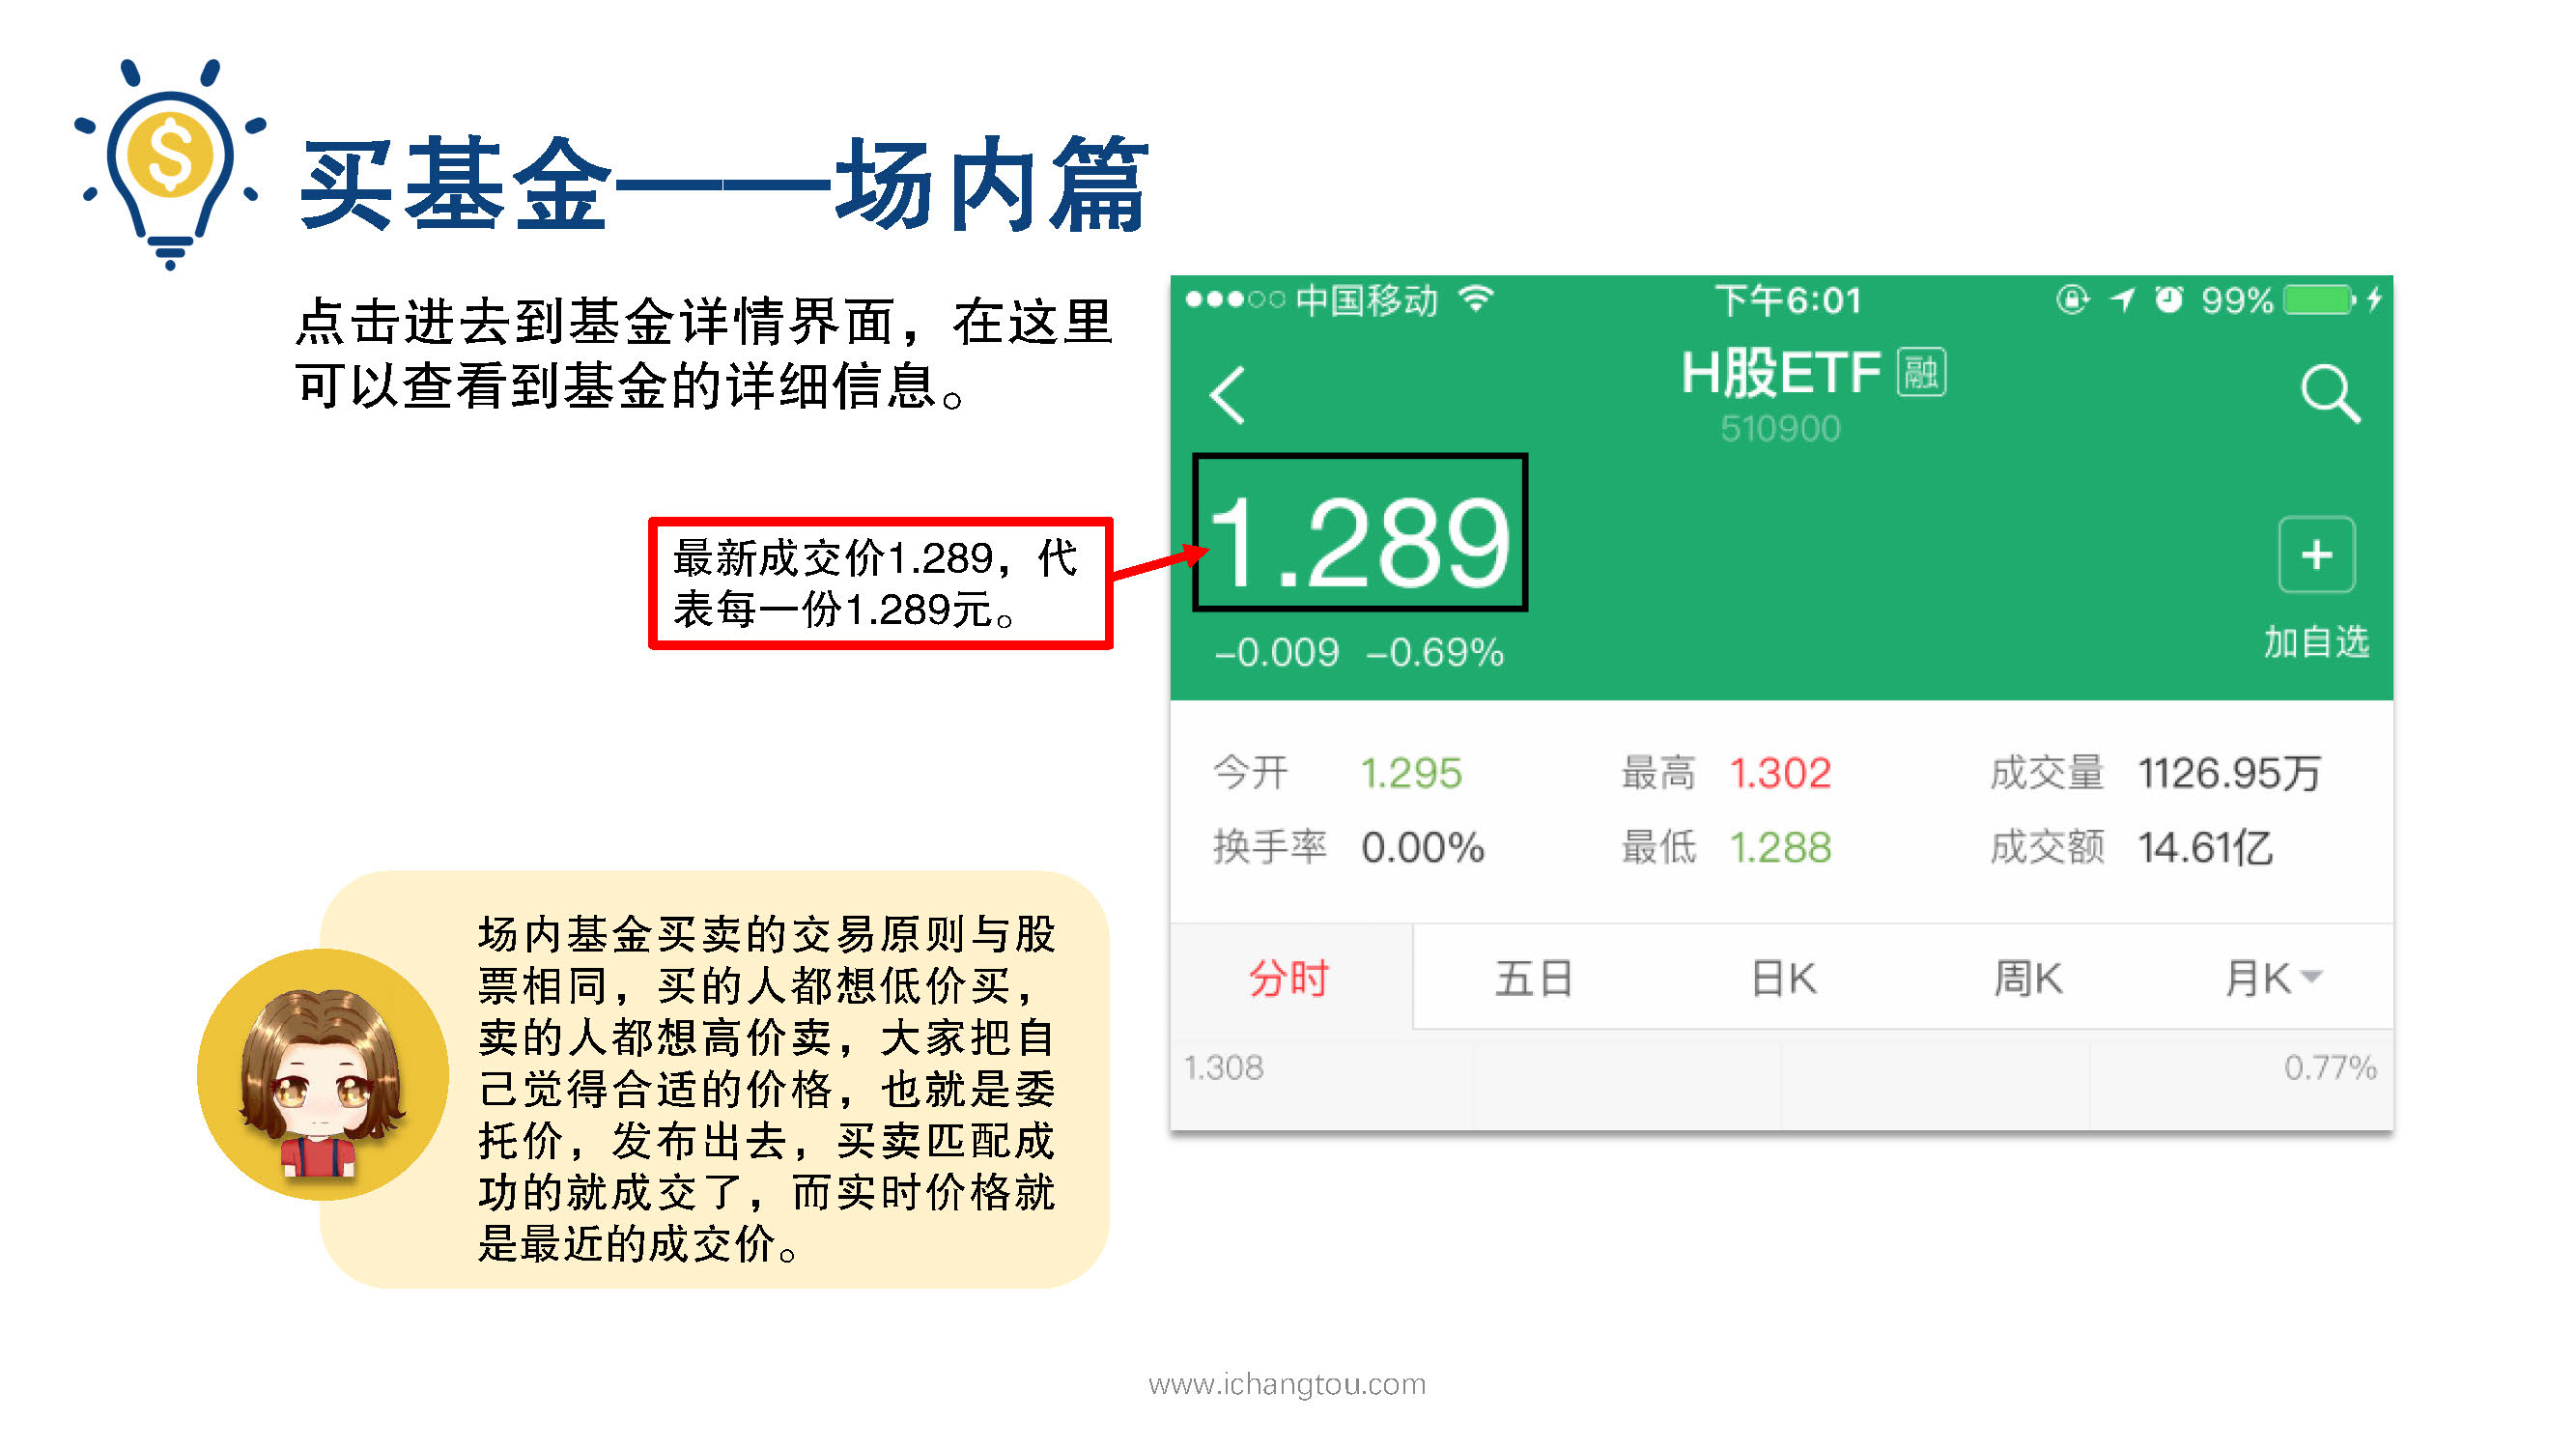 买基金——场内篇
点击进去到基金详情界面，在这里
可以查看到基金的详细信息。
最新成交价1.289，代
表每一份1.289元。
场内基金买卖的交易原则与股
票相同，买的人都想低价买，
卖的人都想高价卖，大家把自
己觉得合适的价格，也就是委
托价，发布出去，买卖匹配成
功的就成交了，而实时价格就
是最近的成交价。
中国移动 下午6:01 99%
H股ETF 融
510900
1.289
-0.009 -0.69%
+
加自选
今开 1.295 最高 1.302 成交量 1126.95万
换手率 0.00% 最低 1.288 成交额 14.61亿
分时 五日 日K 周K 月K
1.308 0.77%
www.ichangtou.com